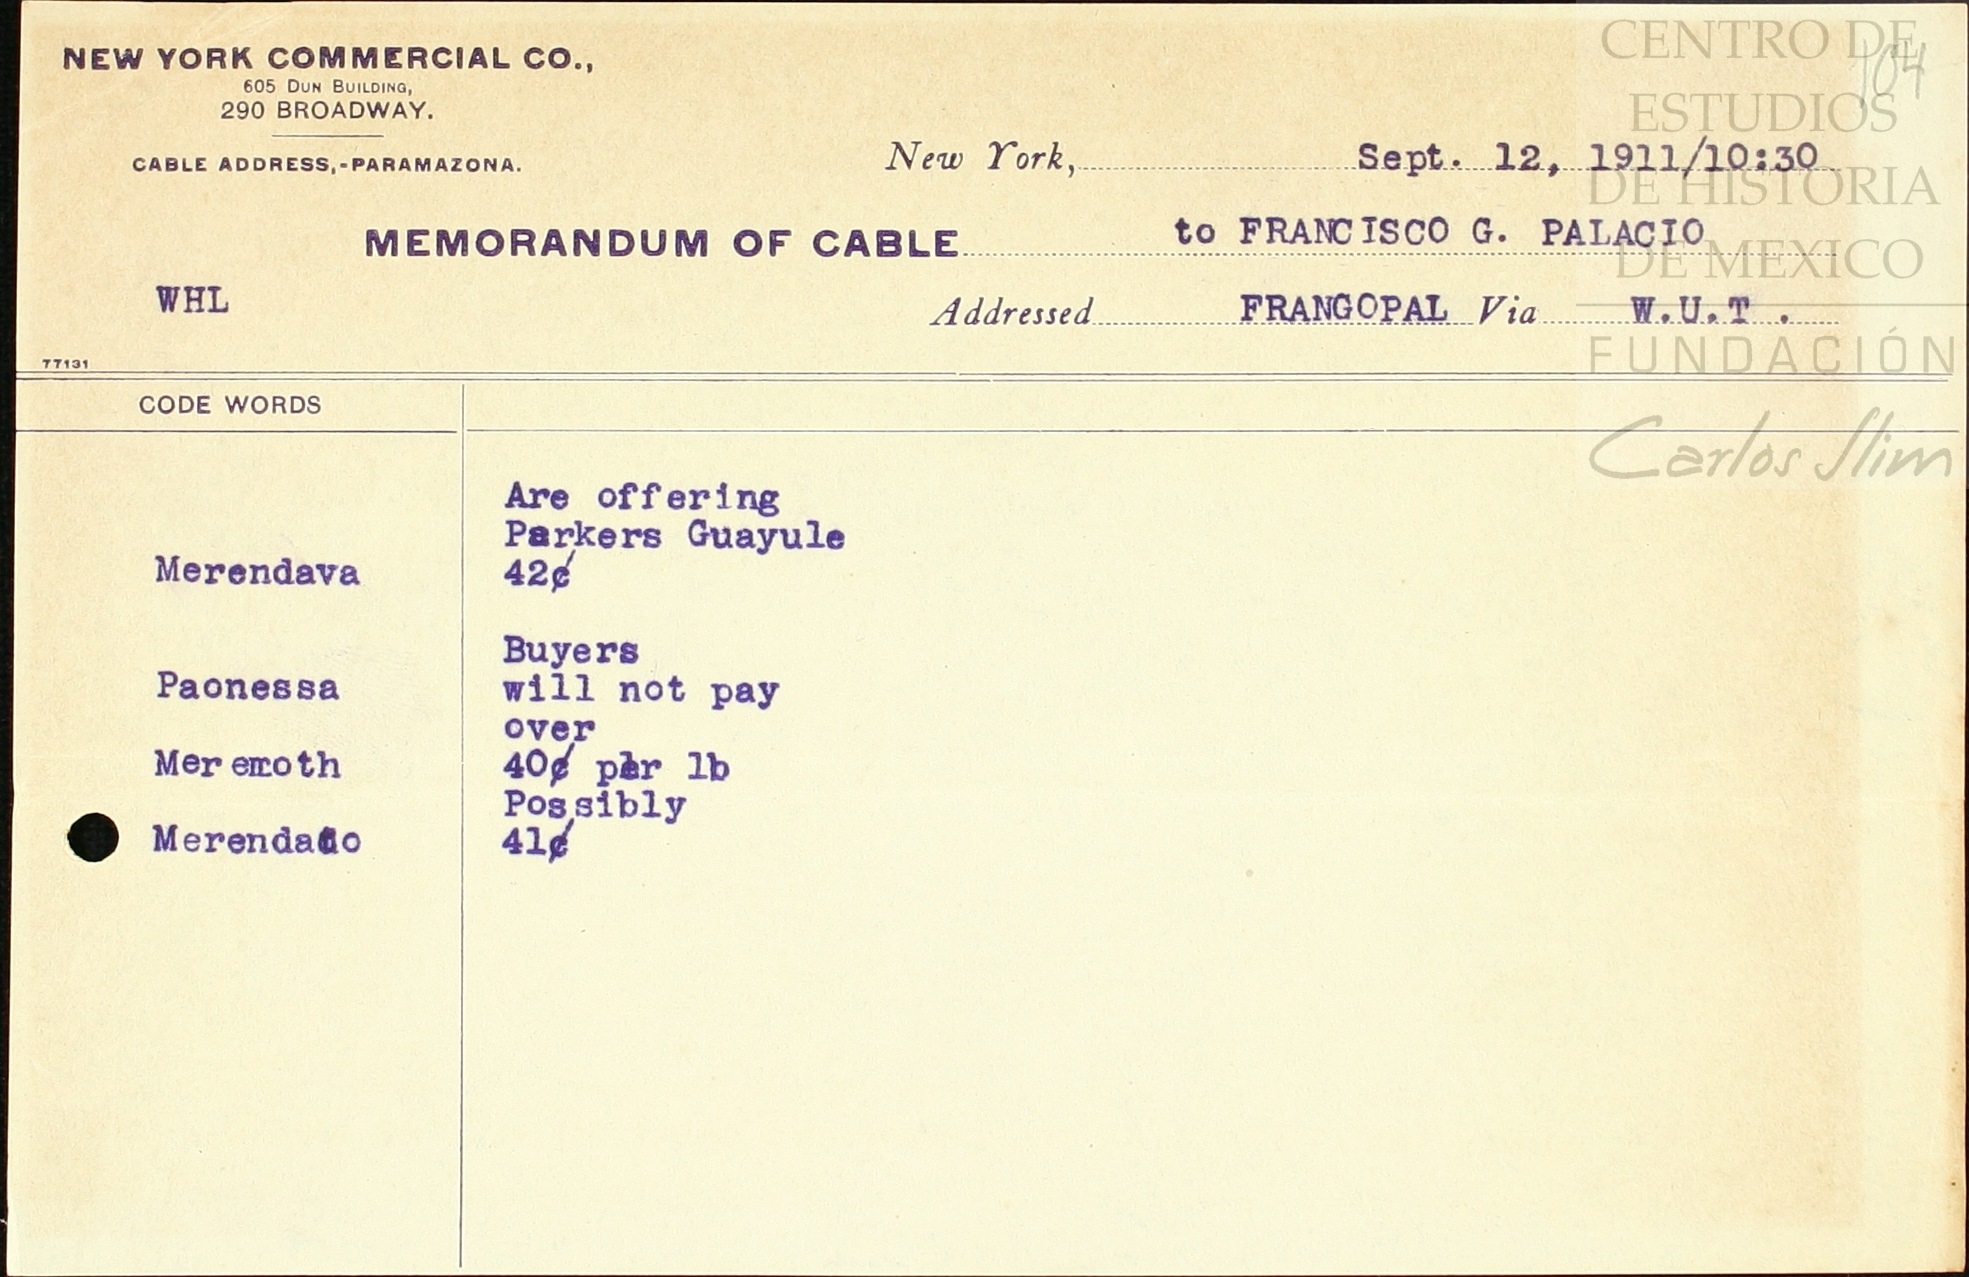 NEW YORK COMMERCIAL CO.,
605 DUN BUILDING,
290 BROADWAY.
CABLE ADDRESS,-PARAMAZONA.
104
New York, Sept. 12, 1911/10:30
MEMORANDUM OF CABLE to FRANCISCO G. PALACIO
WHL
Addressed FRANGOPAL Via W.U.T.
77131
CODE WORDS
Are offering
Parkers Guayule
Merendava 42¢
Buyers
Paonessa will not pay
over
Meremoth 40¢ per lb
Possibly
41¢
CENTRO DE
ESTUDIOS
DE HISTORIA
DE MEXICO
FUNDACIÓN
Carlos Slim